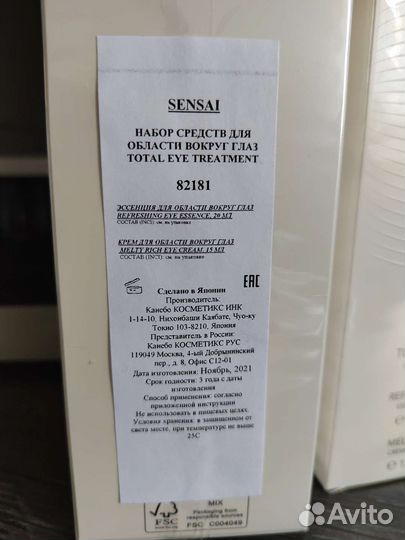 SENSAI
НАБОР СРЕДСТВ ДЛЯ
ОБЛАСТИ ВОКРУГ ГЛАЗ
TOTAL EYE TREATMENT
82181
ЭССЕНЦИЯ ДЛЯ ОБЛАСТИ ВОКРУГ ГЛАЗ
REFRESHING EYE ESSENCE, 20 МЛ
СОСТАВ (INCI): см. на упаковке
КРЕМ ДЛЯ ОБЛАСТИ ВОКРУГ ГЛАЗ
MELTY RICH EYE CREAM, 15 МЛ
СОСТАВ (INCI): см. на упаковке
EAC
Сделано в Японии
Производитель:
Канебо КОСМЕТИКС ИНК
1-14-10, Нихонбаши Каябате, Чуо-ку
Токио 103-8210, Япония
Представитель в России:
Канебо КОСМЕТИКС РУС
119049 Москва, 4-ый Добрынинский
пер., д. 8, Офис С12-01
Дата изготовления: Ноябрь, 2021
Срок годности: 3 года с даты
изготовления
Способ применения: согласно
приложенной инструкции
Не использовать в пищевых целях.
Условия хранения: в защищенном от
света месте, при температуре не выше
25С
FSC
MIX
Packaging from
responsible sources
FSC C004049
Avito